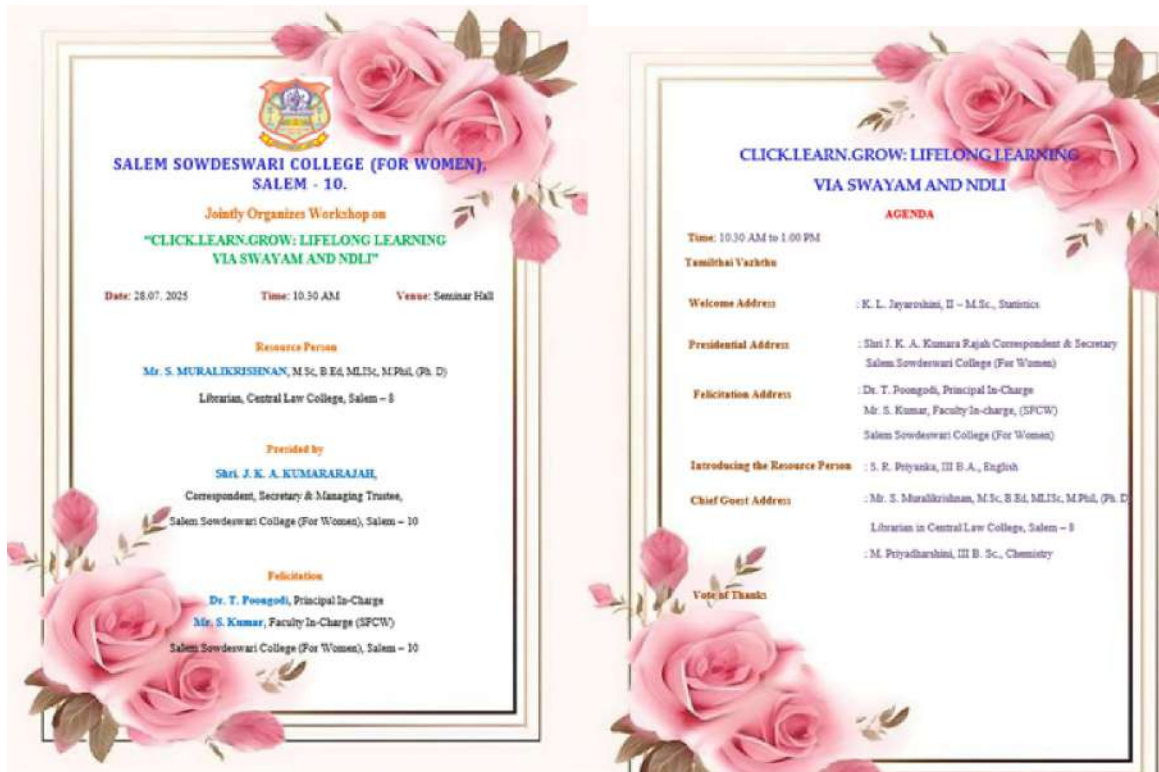 SALEM SOWDESWARI COLLEGE (FOR WOMEN),
SALEM - 10.
Jointly Organizes Workshop on
“CLICK.LEARN.GROW: LIFELONG LEARNING
VIA SWAYAM AND NDLI”
Date: 28.07. 2025 Time: 10.30 AM Venue: Seminar Hall
Resource Person
Mr. S. MURALIKRISHNAN, M.Sc, B.Ed, MLISc, M.Phil, (Ph. D)
Librarian, Central Law College, Salem – 8
Presided by
Shri. J. K. A. KUMARARAJAH,
Correspondent, Secretary & Managing Trustee,
Salem Sowdeswari College (For Women), Salem – 10
Felicitation
Dr. T. Poongodi, Principal In-Charge
Mr. S. Kumar, Faculty In-Charge (SFCW)
Salem Sowdeswari College (For Women), Salem – 10
CLICK.LEARN.GROW: LIFELONG LEARNING
VIA SWAYAM AND NDLI
AGENDA
Time: 10.30 AM to 1.00 PM
Tamilthai Vazhthu
Welcome Address : K. L. Jayaroshini, II – M.Sc., Statistics
Presidential Address : Shri J. K. A. Kumara Rajah Correspondent & Secretary
Salem Sowdeswari College (For Women)
Felicitation Address : Dr. T. Poongodi, Principal In-Charge
Mr. S. Kumar, Faculty In-charge, (SFCW)
Salem Sowdeswari College (For Women)
Introducing the Resource Person : S. R. Priyanka, III B.A., English
Chief Guest Address : Mr. S. Muralikrishnan, M.Sc, B.Ed, MLISc, M.Phil, (Ph. D
Librarian in Central Law College, Salem – 8
: M. Priyadharshini, III B. Sc., Chemistry
Vote of Thanks